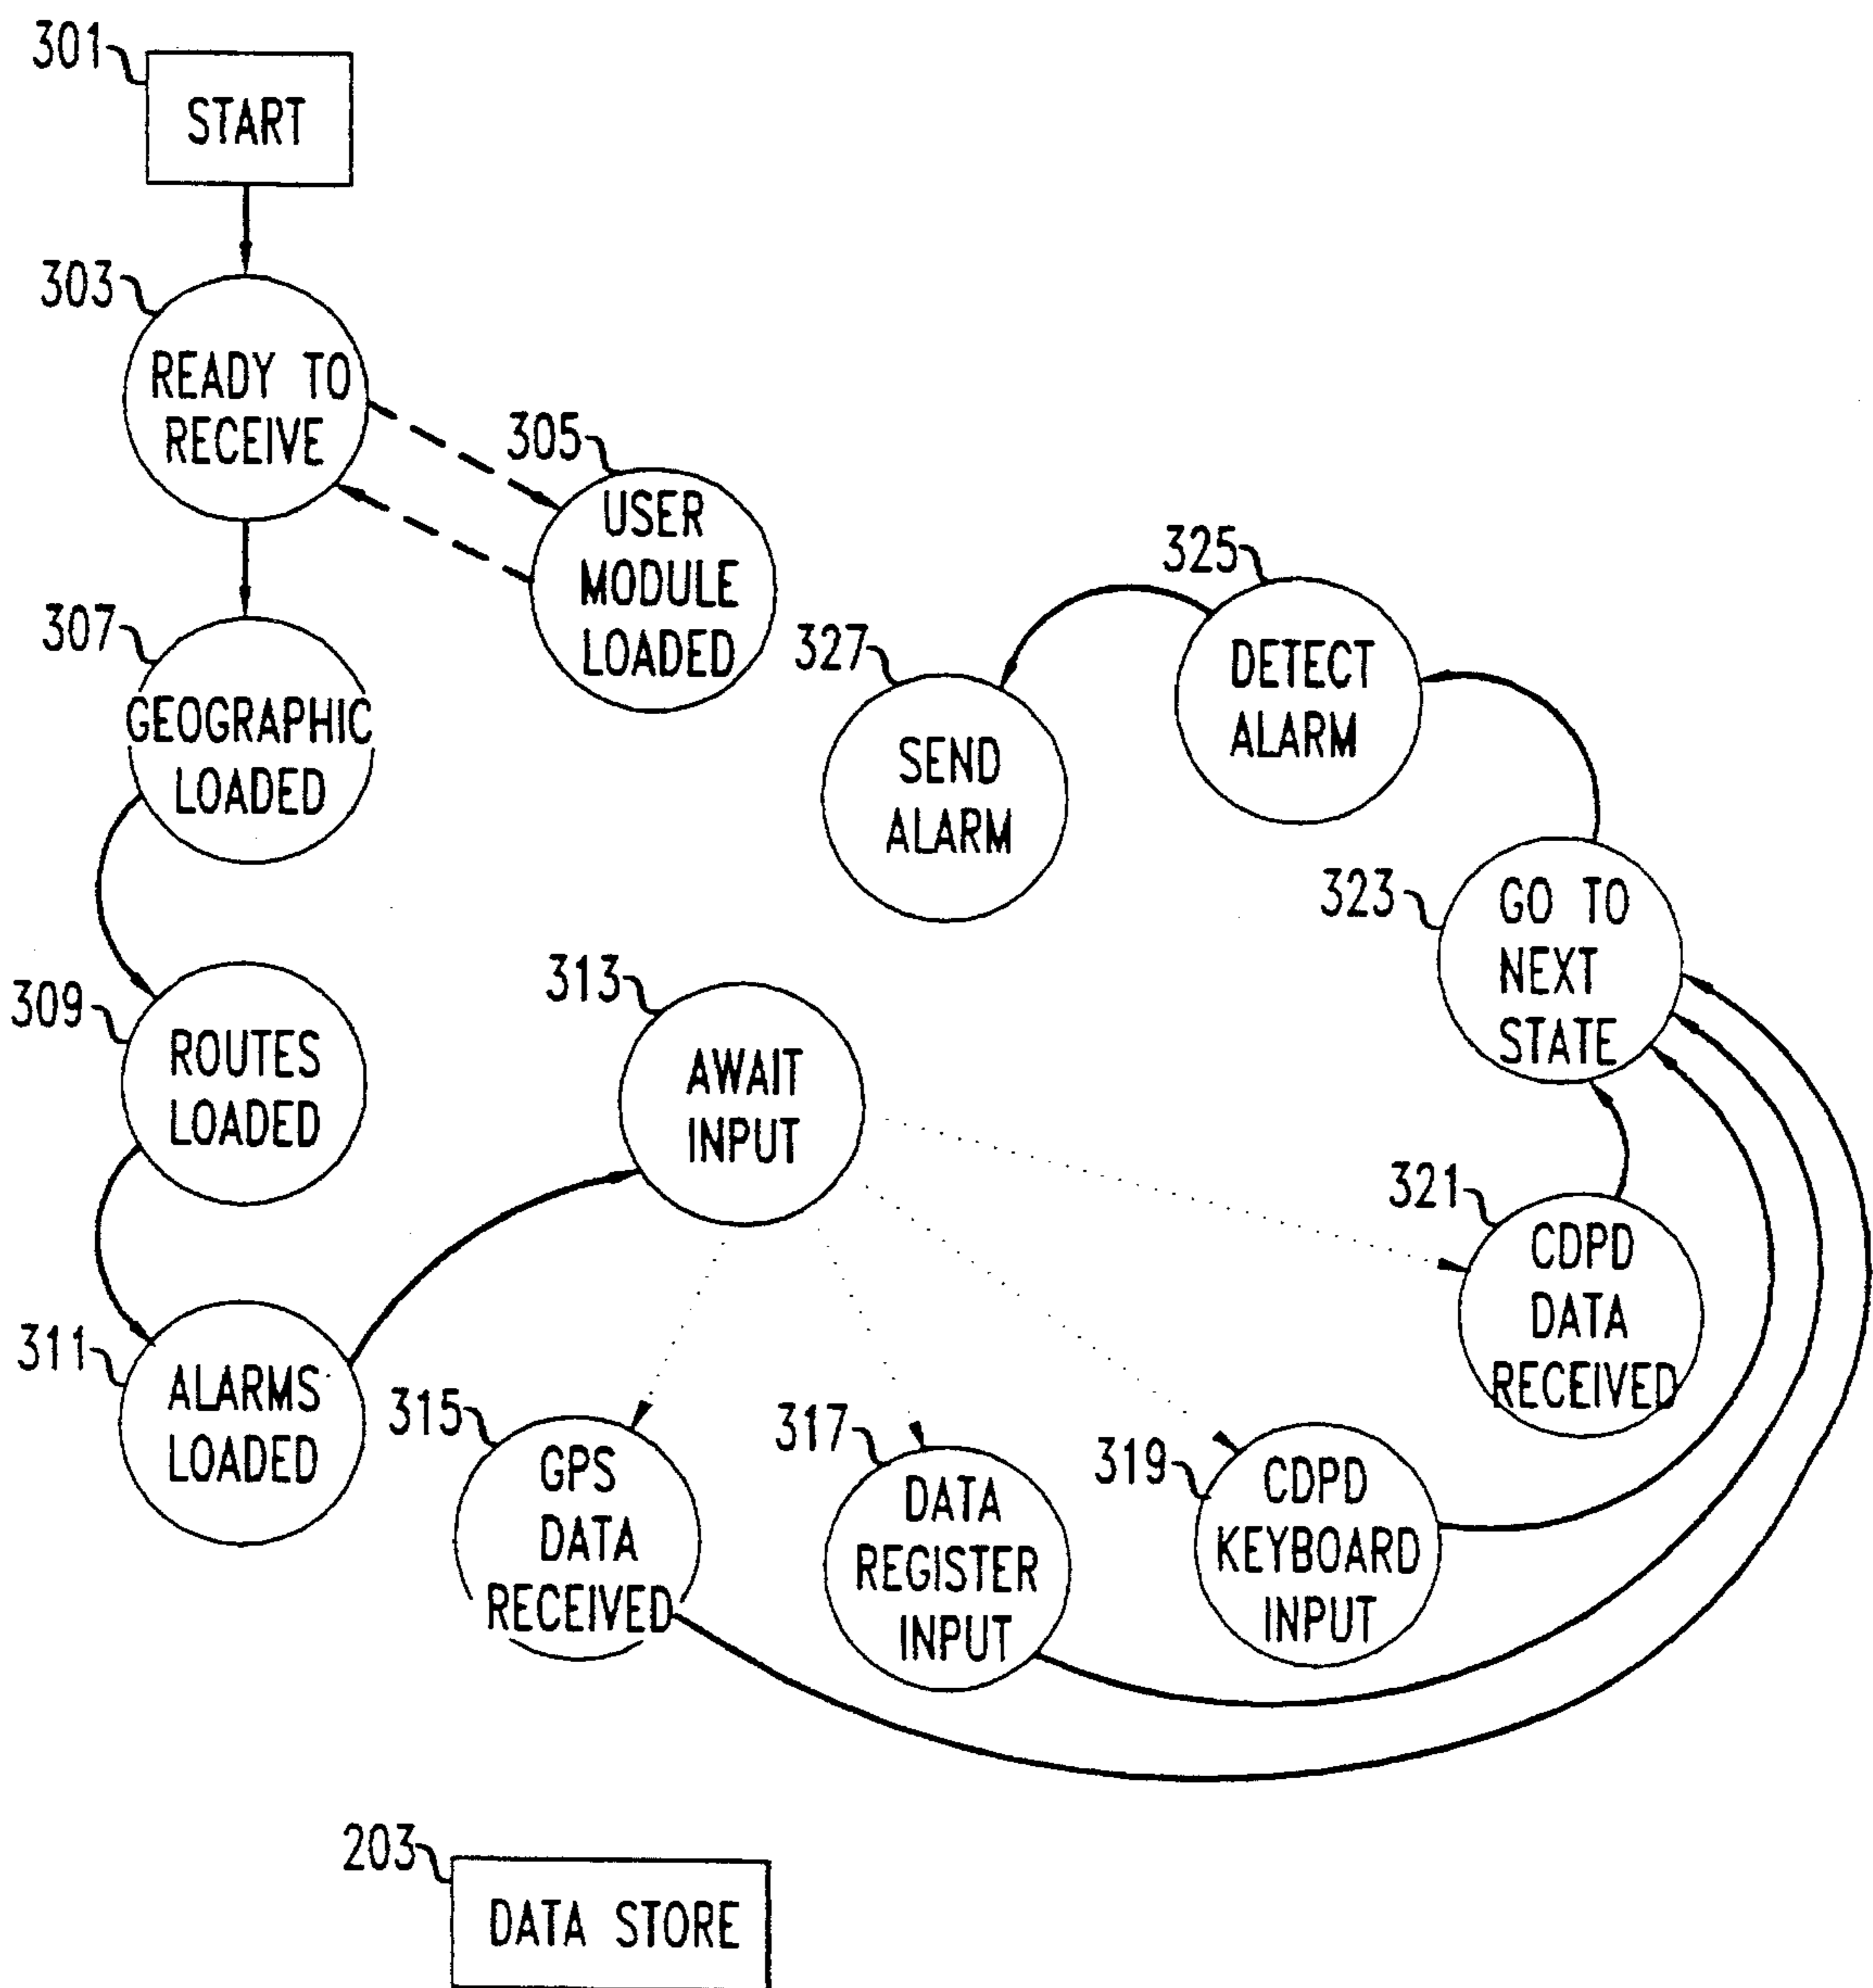 301
START
303
READY TO
RECEIVE
305
USER
MODULE
LOADED
307
GEOGRAPHIC
LOADED
309
ROUTES
LOADED
311
ALARMS
LOADED
313
AWAIT
INPUT
315
GPS
DATA
RECEIVED
317
DATA
REGISTER
INPUT
319
CDPD
KEYBOARD
INPUT
321
CDPD
DATA
RECEIVED
323
GO TO
NEXT
STATE
325
DETECT
ALARM
327
SEND
ALARM
203
DATA STORE